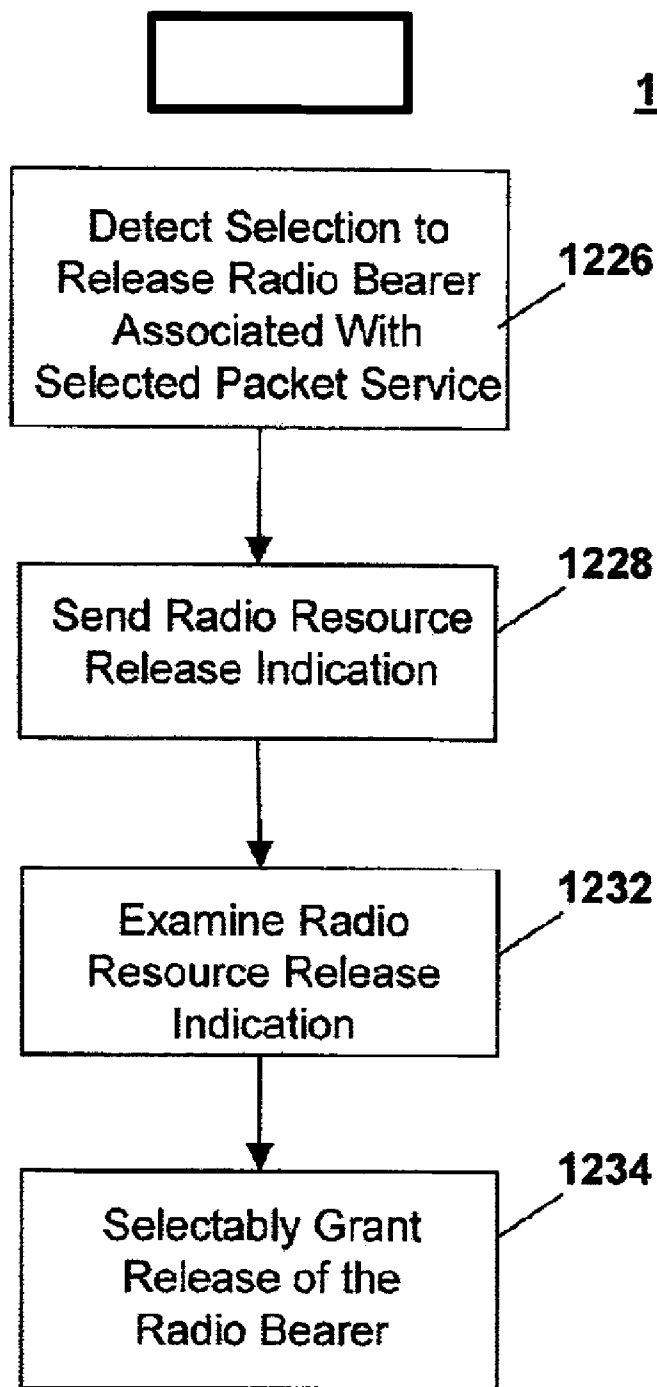 1
Detect Selection to
Release Radio Bearer
Associated With
Selected Packet Service
1226
Send Radio Resource
Release Indication
1228
Examine Radio
Resource Release
Indication
1232
Selectably Grant
Release of the
Radio Bearer
1234